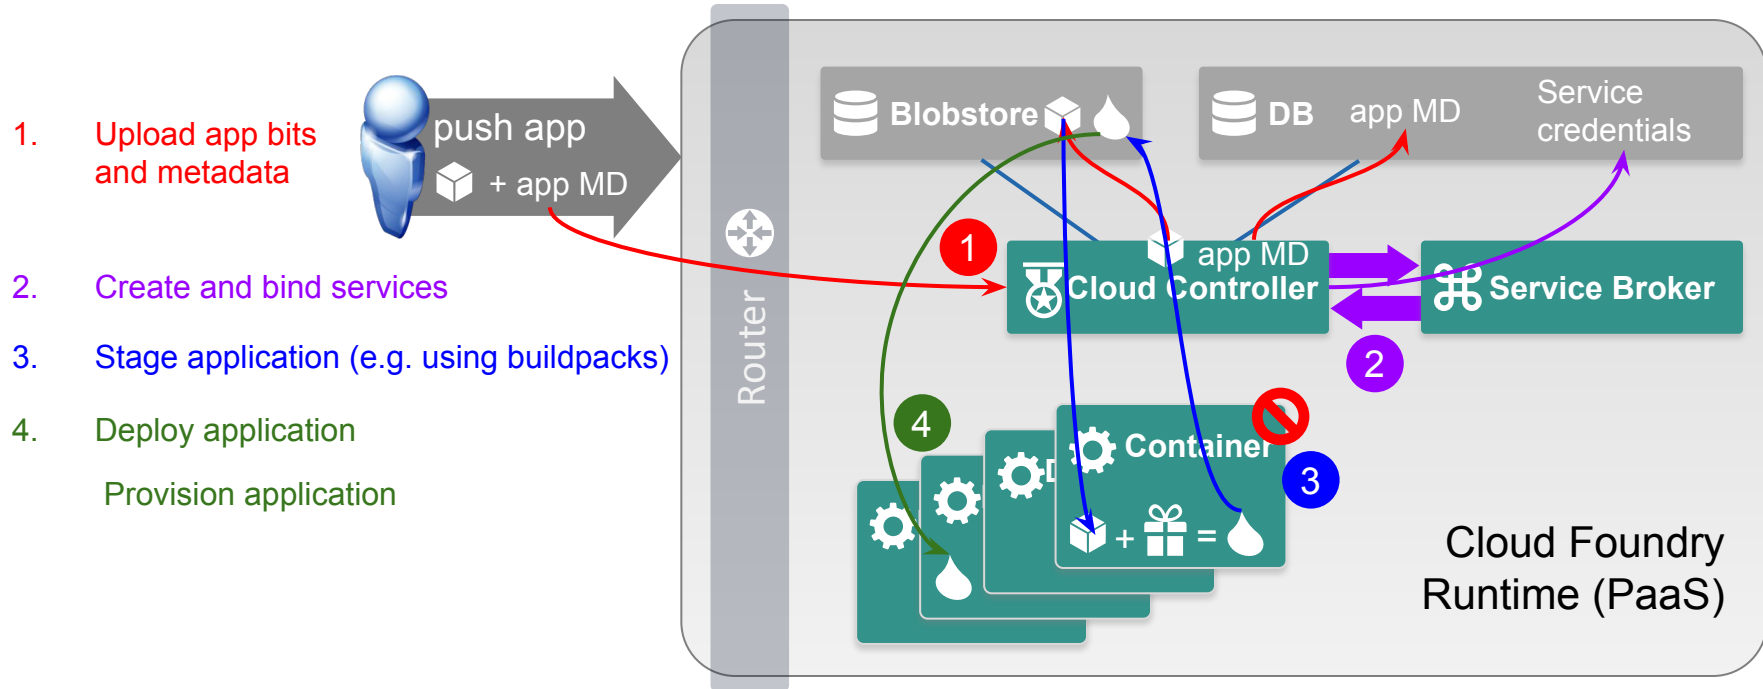 1. Upload app bits
and metadata
2. Create and bind services
3. Stage application (e.g. using buildpacks)
4. Deploy application
Provision application
push app
+ app MD
Router
Blobstore
DB
app MD
Service
credentials
1
app MD
Cloud Controller
Service Broker
2
4
D
Container
3
+ =
Cloud Foundry
Runtime (PaaS)